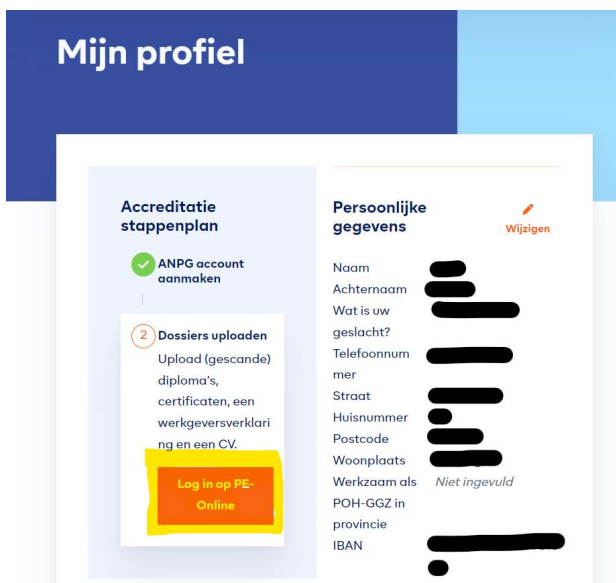 Mijn profiel
Accreditatie
stappenplan
ANPG account
aanmaken
2
Dossiers uploaden
Upload (gescande)
diploma's,
certificaten, een
werkgeversverklari
ng en een CV.
Log in op PE-
Online
Persoonlijke
gegevens
Wijzigen
Naam
Achternaam
Wat is uw
geslacht?
Telefoonnum
mer
Straat
Huisnummer
Postcode
Woonplaats
Werkzaam als Niet ingevuld
POH-GGZ in
provincie
IBAN